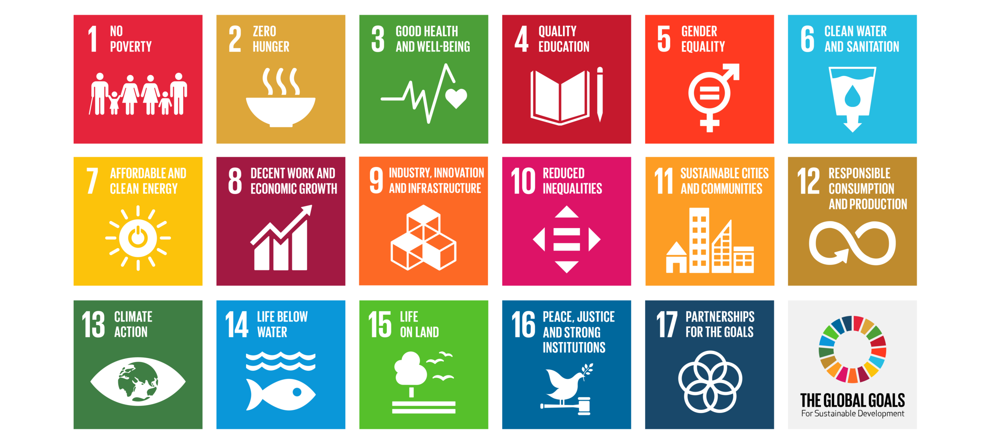 1 NO
POVERTY
2 ZERO
HUNGER
3 GOOD HEALTH
AND WELL-BEING
4 QUALITY
EDUCATION
5 GENDER
EQUALITY
6 CLEAN WATER
AND SANITATION
7 AFFORDABLE AND
CLEAN ENERGY
8 DECENT WORK AND
ECONOMIC GROWTH
9 INDUSTRY, INNOVATION
AND INFRASTRUCTURE
10 REDUCED
INEQUALITIES
11 SUSTAINABLE CITIES
AND COMMUNITIES
12 RESPONSIBLE
CONSUMPTION
AND PRODUCTION
13 CLIMATE
ACTION
14 LIFE BELOW
WATER
15 LIFE
ON LAND
16 PEACE, JUSTICE
AND STRONG
INSTITUTIONS
17 PARTNERSHIPS
FOR THE GOALS
THE GLOBAL GOALS
For Sustainable Development